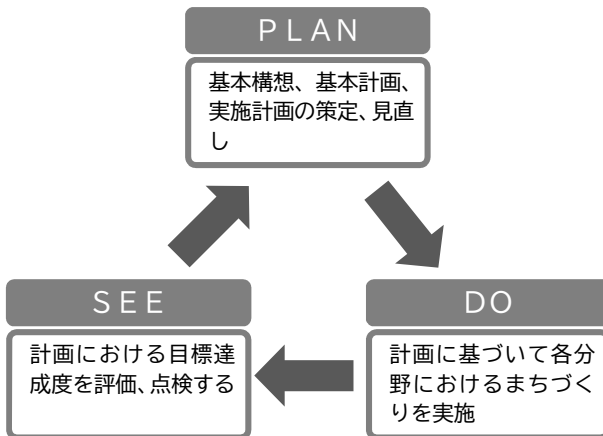 ＰＬＡＮ
基本構想、基本計画、
実施計画の策定、見直
し
ＳＥＥ
計画における目標達
成度を評価、点検する
ＤＯ
計画に基づいて各分
野におけるまちづく
りを実施